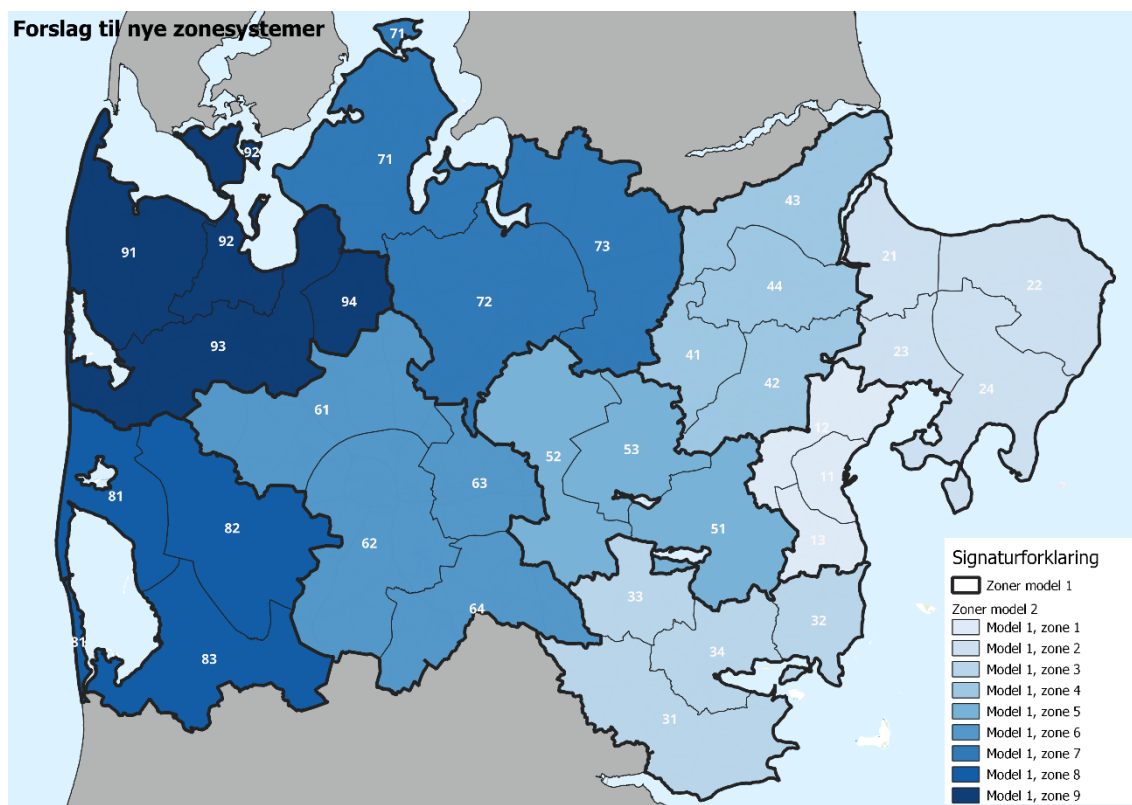 Forslag til nye zonesystemer
71
71
92
43
91
92
73
21
22
94
72
44
93
41
23
42
24
61
12
53
52
63
11
81
82
51
62
13
33
64
32
81
83
34
31
Signaturforklaring
Zoner model 1
Zoner model 2
Model 1, zone 1
Model 1, zone 2
Model 1, zone 3
Model 1, zone 4
Model 1, zone 5
Model 1, zone 6
Model 1, zone 7
Model 1, zone 8
Model 1, zone 9